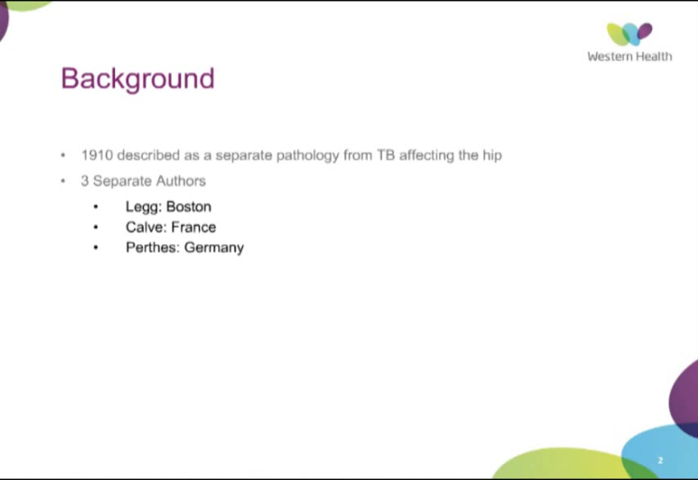 Western Health
Background
• 1910 described as a separate pathology from TB affecting the hip
• 3 Separate Authors
• Legg: Boston
• Calve: France
• Perthes: Germany
2